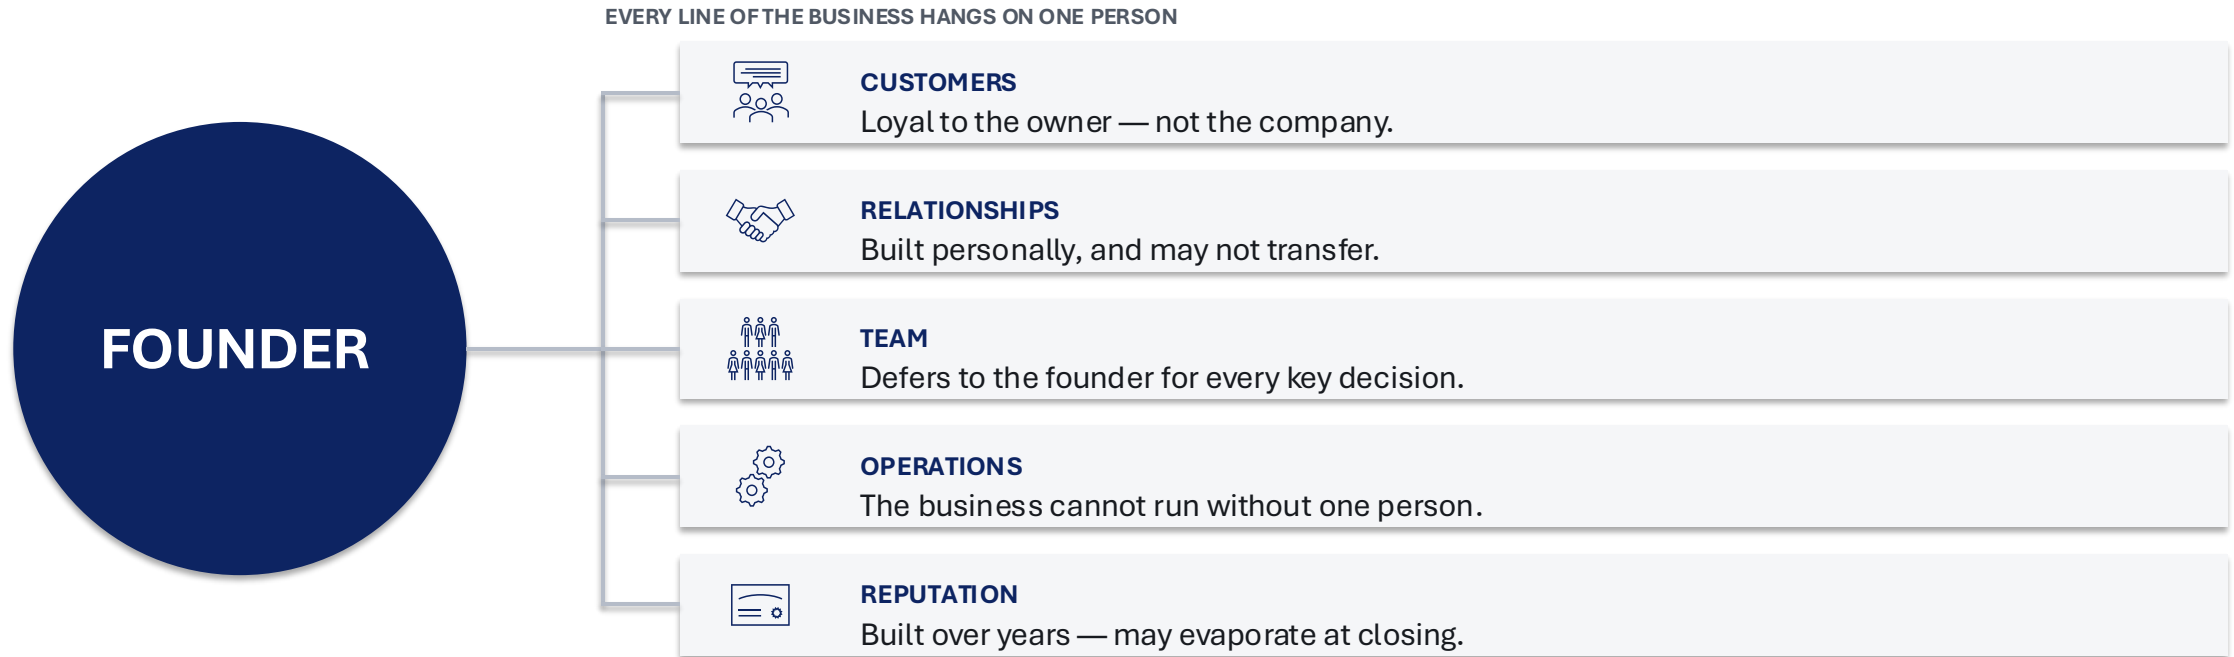 EVERY LINE OF THE BUSINESS HANGS ON ONE PERSON
FOUNDER
CUSTOMERS
Loyal to the owner — not the company.
RELATIONSHIPS
Built personally, and may not transfer.
TEAM
Defers to the founder for every key decision.
OPERATIONS
The business cannot run without one person.
REPUTATION
Built over years — may evaporate at closing.